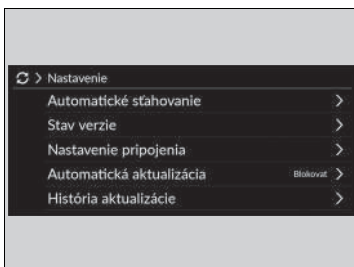 Nastavenie
Automatické sťahovanie
Stav verzie
Nastavenie pripojenia
Automatická aktualizácia Blokovat
História aktualizácie